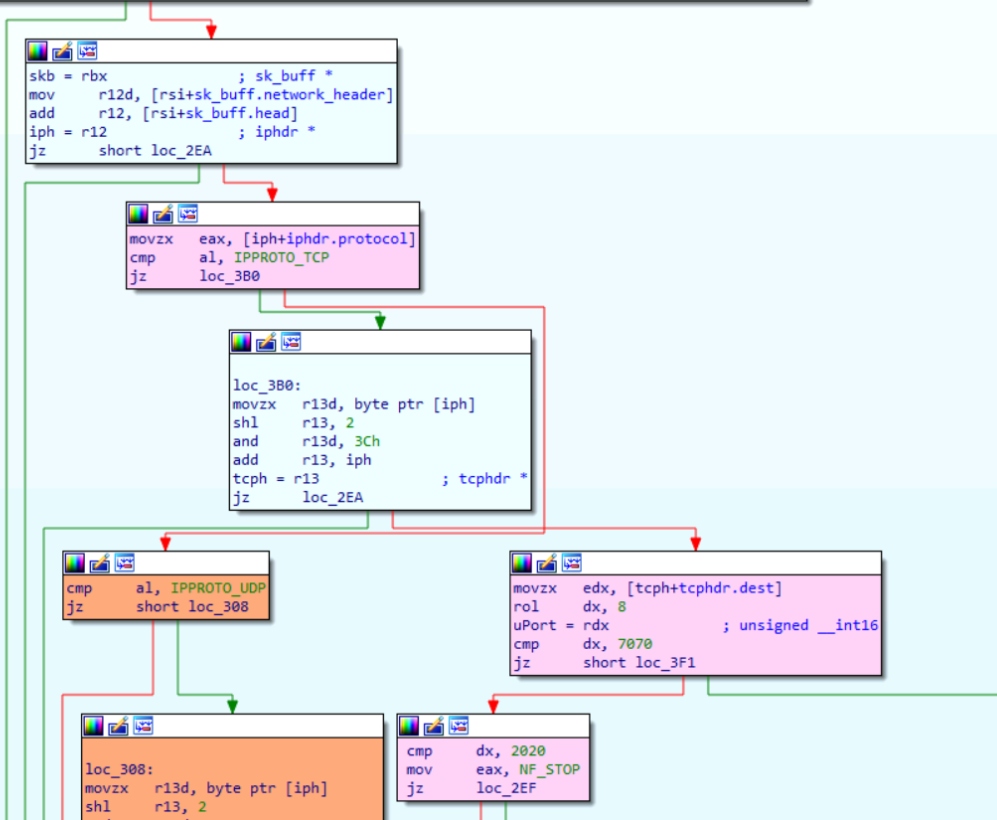 skb = rbx ; sk_buff *
mov r12d, [rsi+sk_buff.network_header]
add r12, [rsi+sk_buff.head]
iph = r12 ; iphdr *
jz short loc_2EA
movzx eax, [iph+iphdr.protocol]
cmp al, IPPROTO_TCP
jz loc_3B0
loc_3B0:
movzx r13d, byte ptr [iph]
shl r13, 2
and r13d, 3Ch
add r13, iph
tcph = r13 ; tcphdr *
jz loc_2EA
cmp al, IPPROTO_UDP
jz short loc_308
movzx edx, [tcph+tcphdr.dest]
rol dx, 8
uPort = rdx ; unsigned __int16
cmp dx, 7070
jz short loc_3F1
loc_308:
movzx r13d, byte ptr [iph]
shl r13, 2
cmp dx, 2020
mov eax, NF_STOP
jz loc_2EF